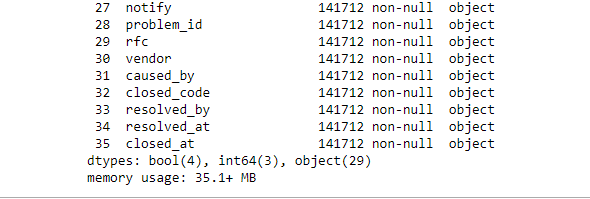 27 notify 141712 non-null object
28 problem_id 141712 non-null object
29 rfc 141712 non-null object
30 vendor 141712 non-null object
31 caused_by 141712 non-null object
32 closed_code 141712 non-null object
33 resolved_by 141712 non-null object
34 resolved_at 141712 non-null object
35 closed_at 141712 non-null object
dtypes: bool(4), int64(3), object(29)
memory usage: 35.1+ MB